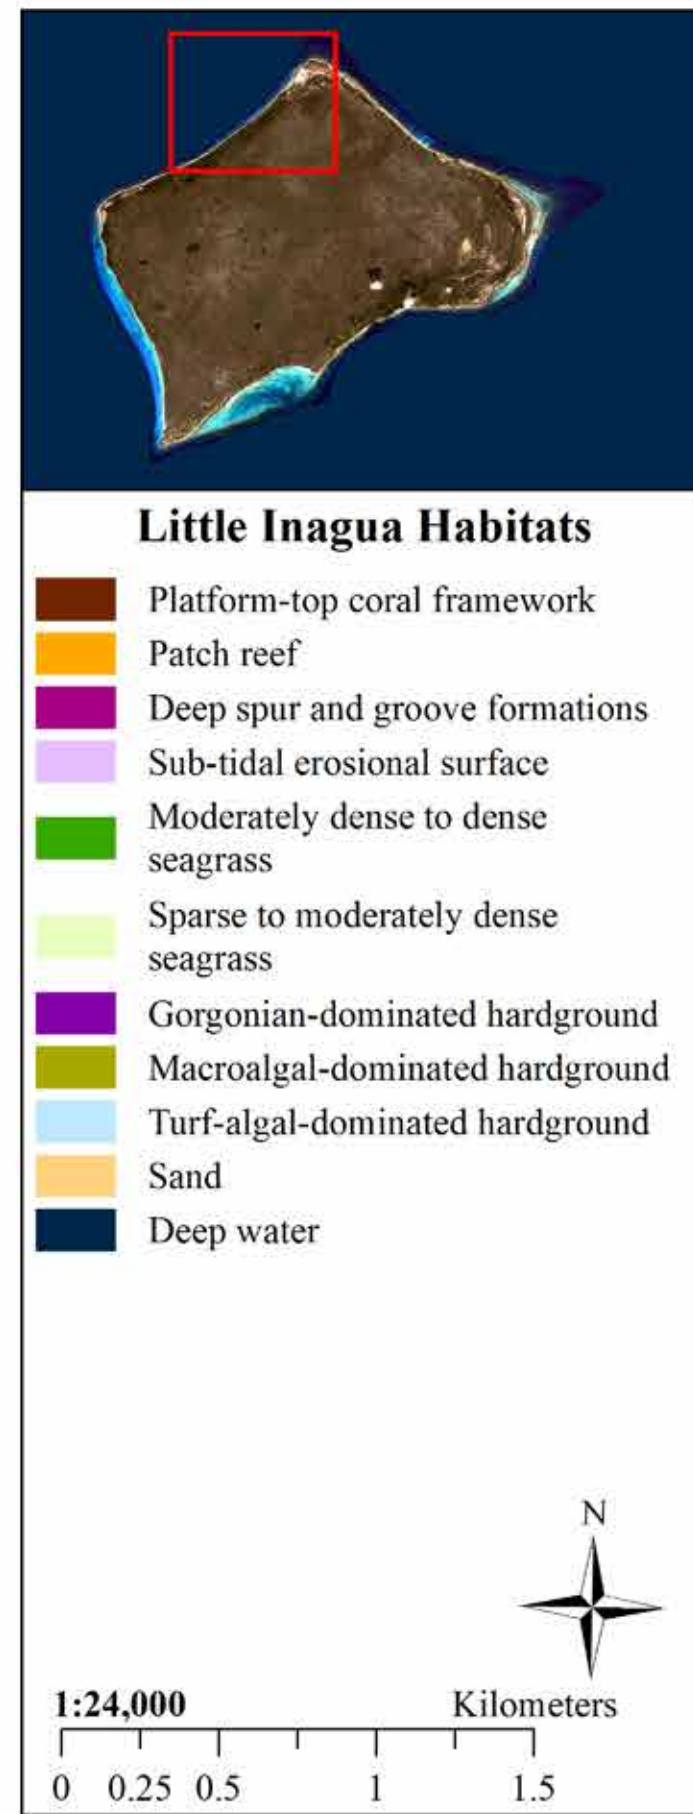 Little Inagua Habitats
Platform-top coral framework
Patch reef
Deep spur and groove formations
Sub-tidal erosional surface
Moderately dense to dense
seagrass
Sparse to moderately dense
seagrass
Gorgonian-dominated hardground
Macroalgal-dominated hardground
Turf-algal-dominated hardground
Sand
Deep water
N
1:24,000 Kilometers
0 0.25 0.5 1 1.5